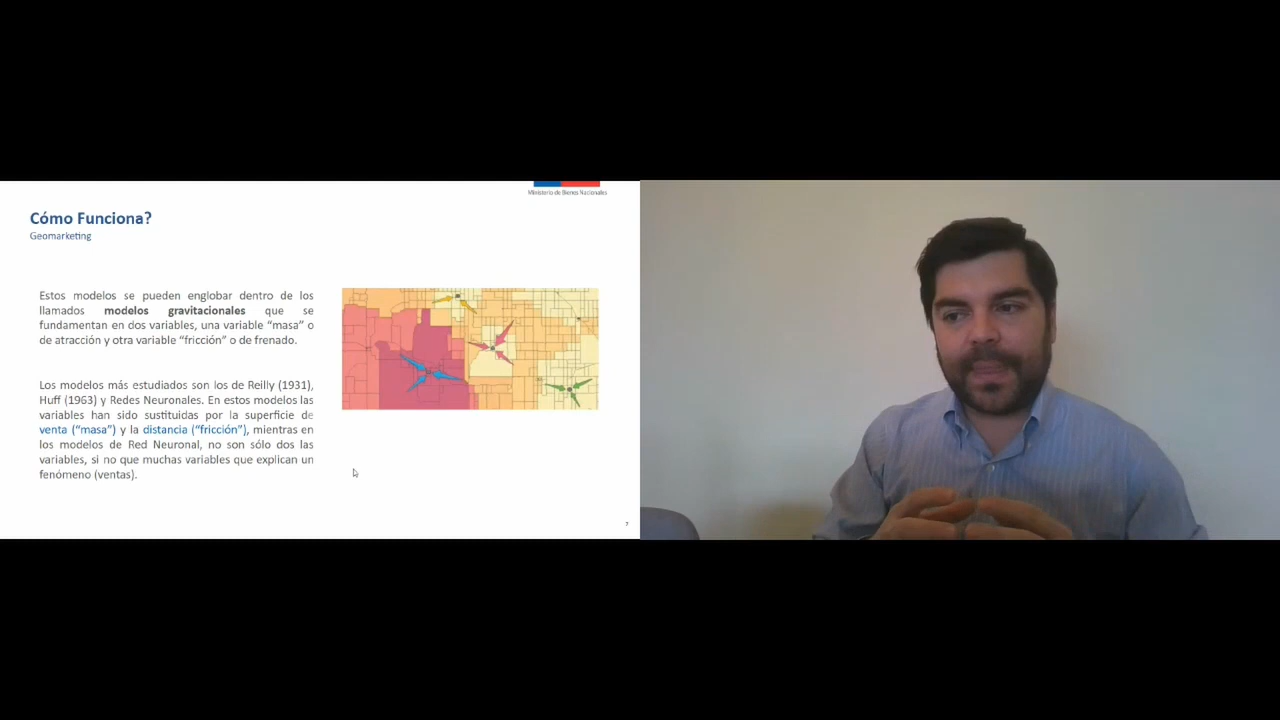 Ministerio de Bienes Nacionales
Cómo Funciona?
Geomarketing
Estos modelos se pueden englobar dentro de los
llamados modelos gravitacionales que se
fundamentan en dos variables, una variable “masa” o
de atracción y otra variable “fricción” o de frenado.
Los modelos más estudiados son los de Reilly (1931),
Huff (1963) y Redes Neuronales. En estos modelos las
variables han sido sustituidas por la superficie de
venta (“masa”) y la distancia (“fricción”), mientras en
los modelos de Red Neuronal, no son sólo dos las
variables, si no que muchas variables que explican un
fenómeno (ventas).
7